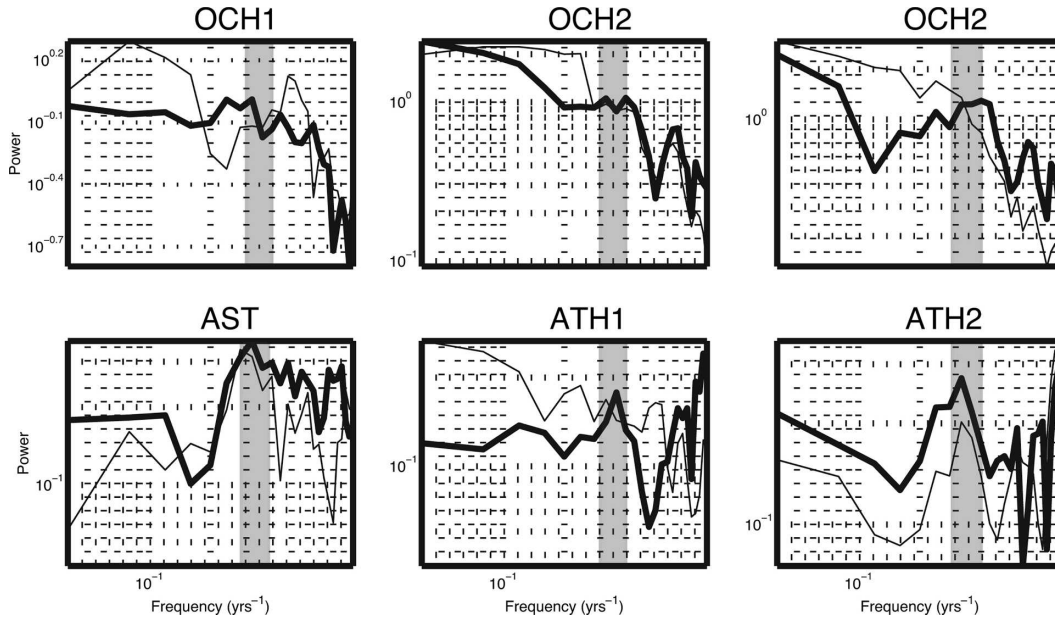 OCH1 OCH2 OCH2
Power
10^0.2
10^-0.1
10^-0.4
10^-0.7
10^0
10^-1
10^0
AST ATH1 ATH2
Power
10^-1
10^-1
10^-1
10^-1 10^-1 10^-1
Frequency (yrs^-1) Frequency (yrs^-1) Frequency (yrs^-1)